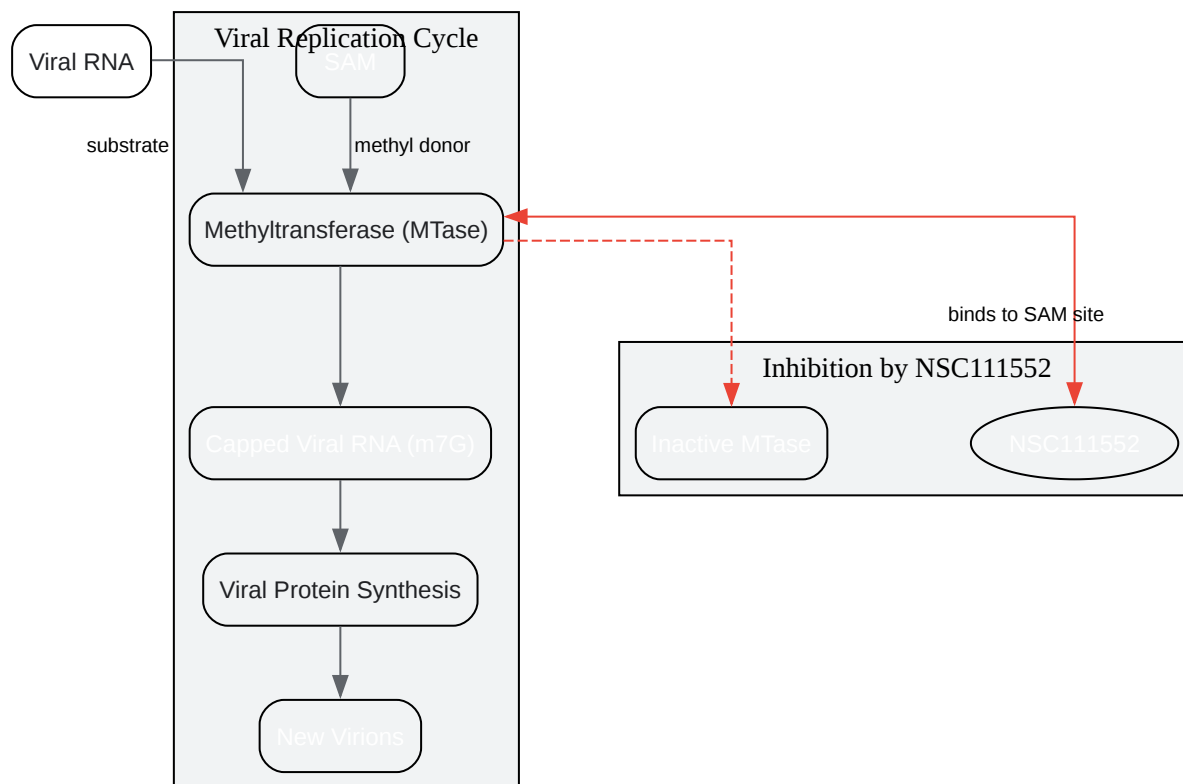 Viral Replication Cycle
Viral RNA
SAM
substrate
methyl donor
Methyltransferase (MTase)
binds to SAM site
Inhibition by NSC111552
Capped Viral RNA (m7G)
Inactive MTase
NSC111552
Viral Protein Synthesis
New Virions